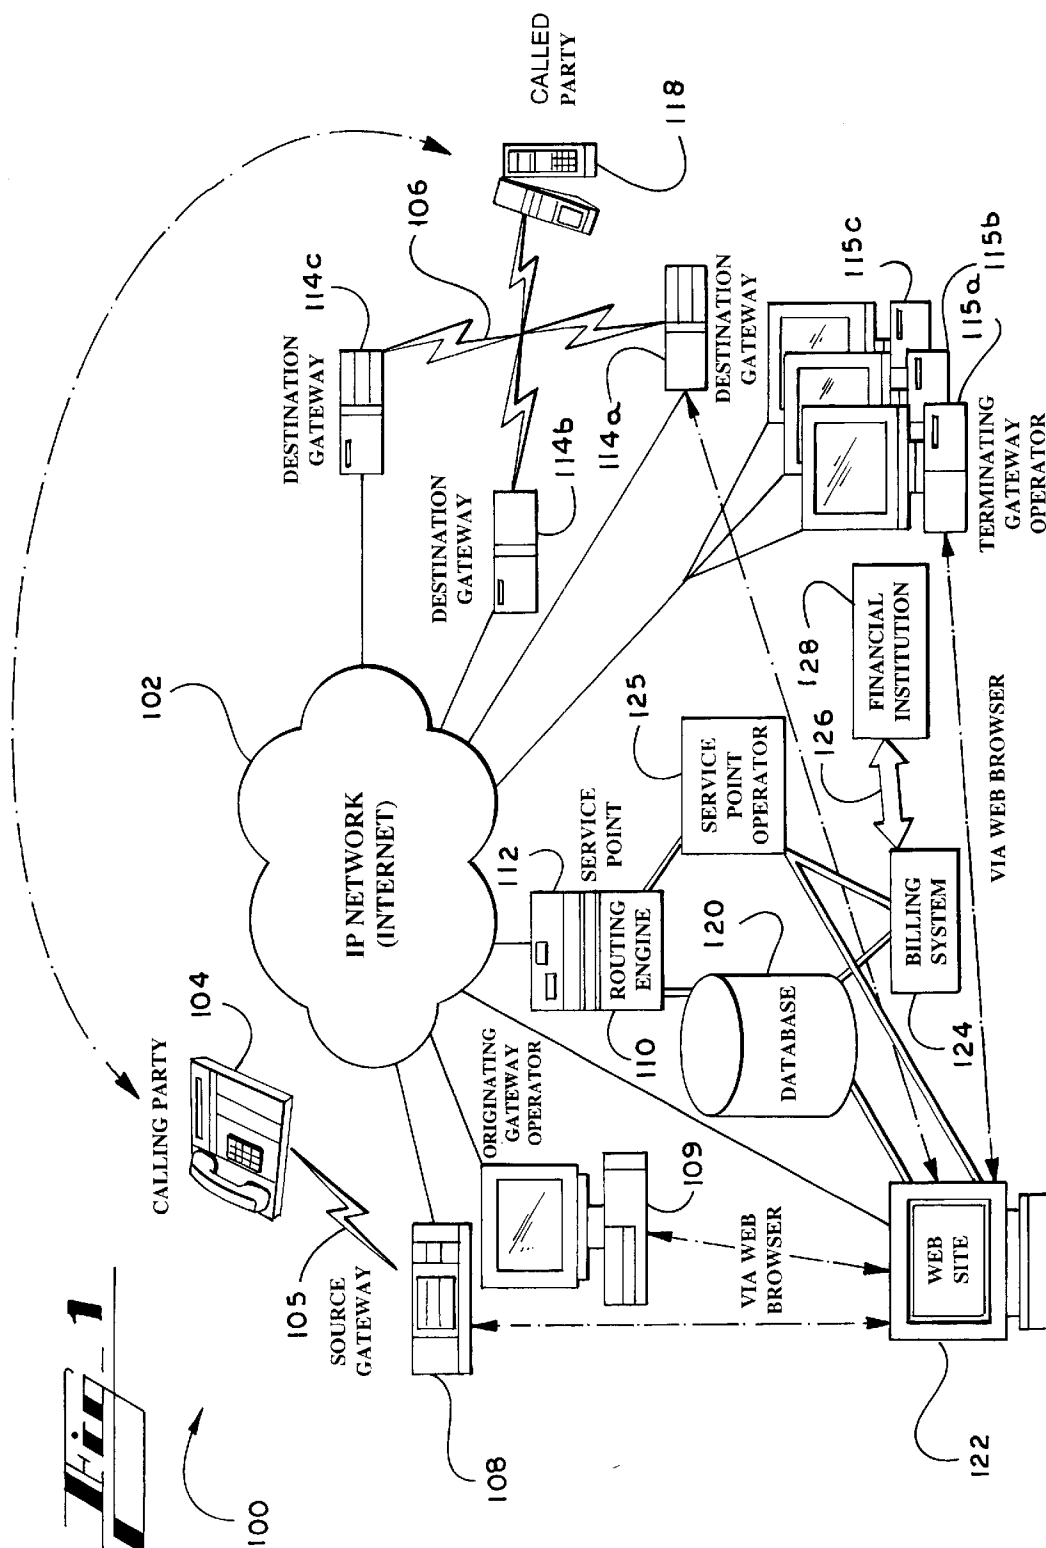 Fig 1
100
CALLING PARTY
104
105
SOURCE
GATEWAY
108
ORIGINATING
GATEWAY
OPERATOR
109
VIA WEB
BROWSER
WEB
SITE
122
102
IP NETWORK
(INTERNET)
112
SERVICE
POINT
ROUTING
ENGINE
110
120
DATABASE
125
SERVICE
POINT
OPERATOR
BILLING
SYSTEM
124
126
128
FINANCIAL
INSTITUTION
VIA WEB BROWSER
DESTINATION
GATEWAY
114c
DESTINATION
GATEWAY
114b
106
CALLED
PARTY
118
114a
DESTINATION
GATEWAY
115c
115a
115b
TERMINATING
GATEWAY
OPERATOR